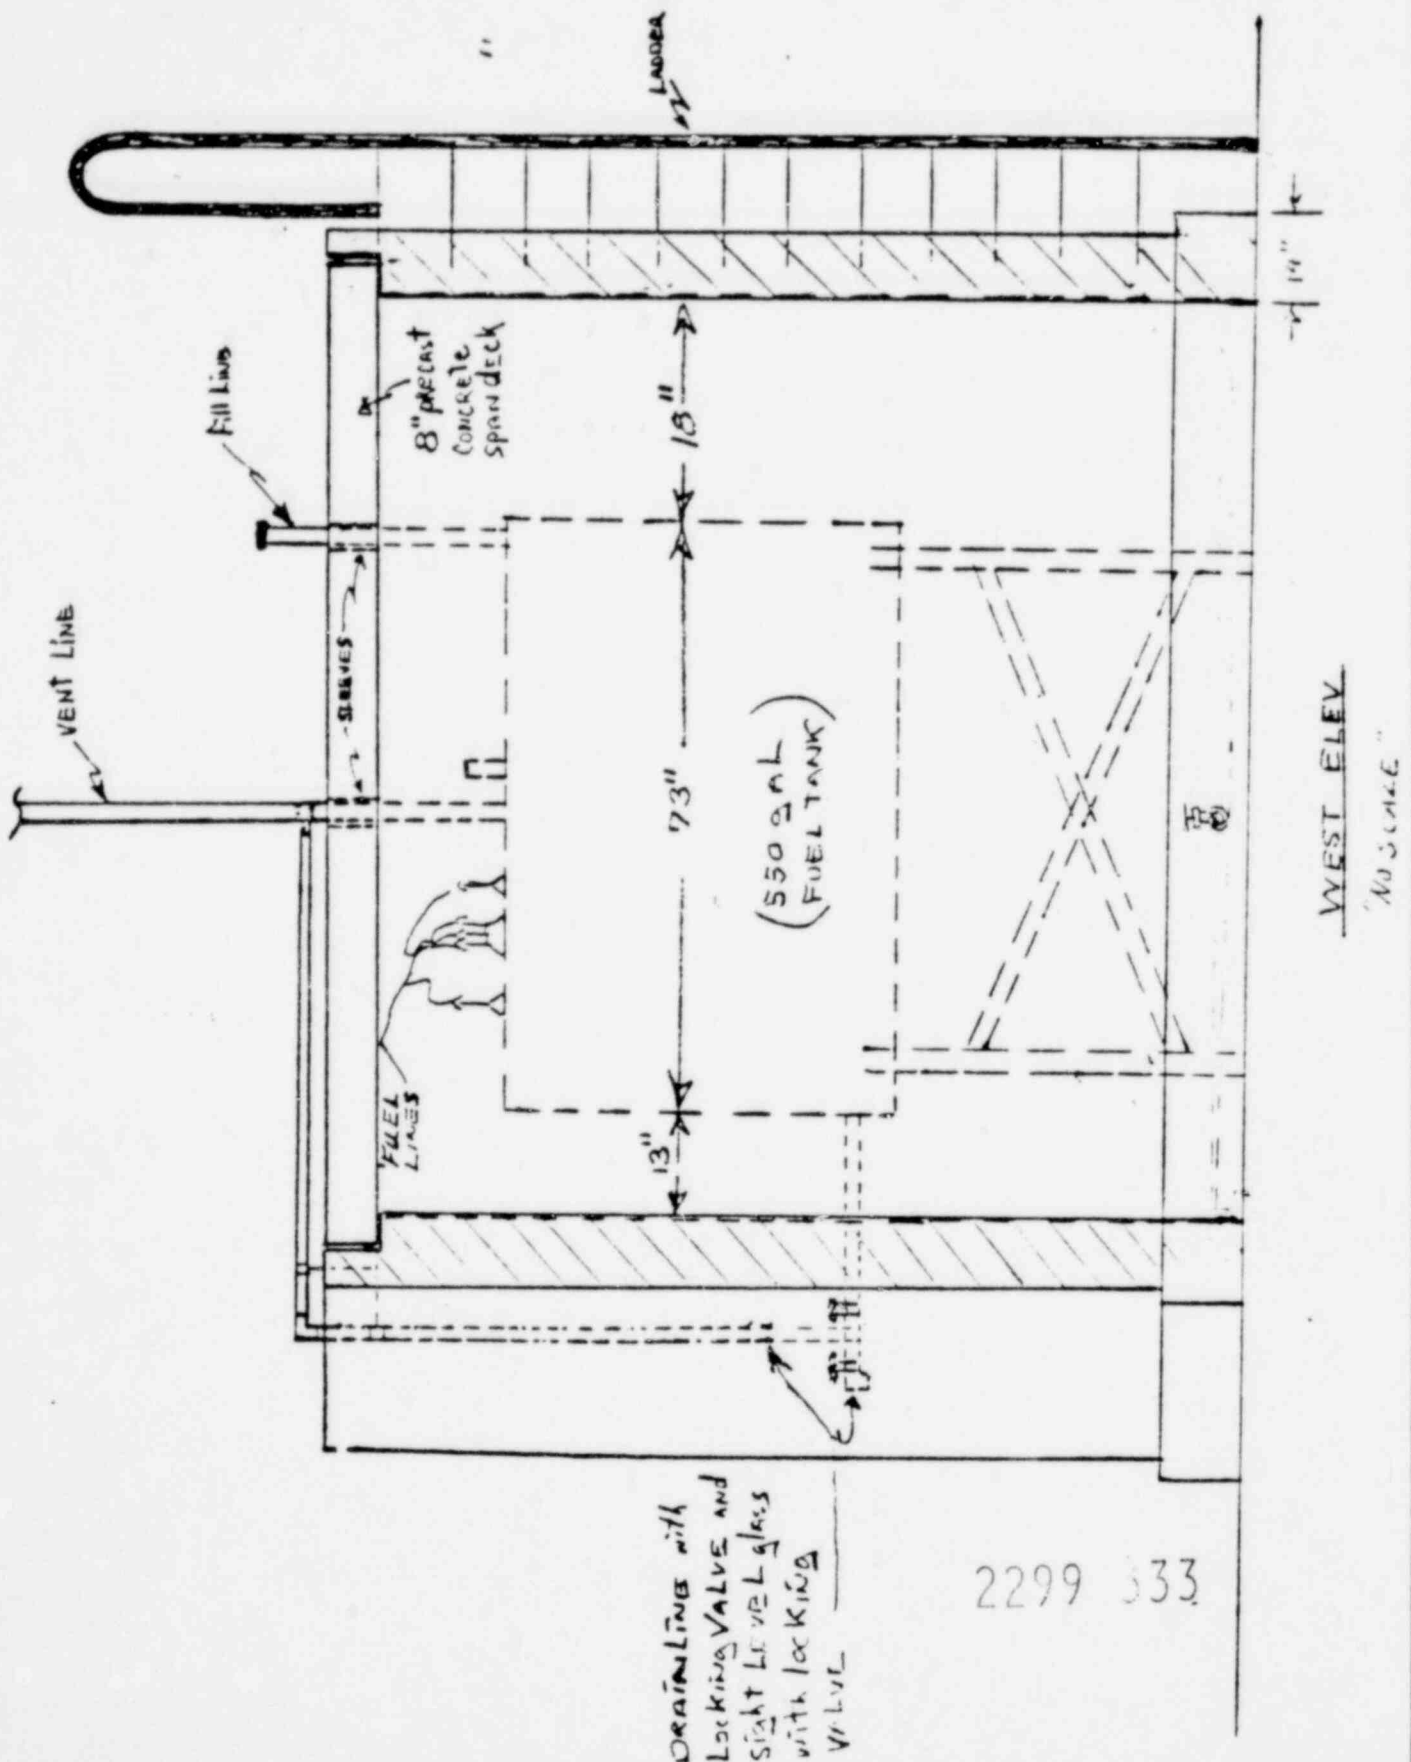 LADDER
Fill Line
VENT LINE
SLEEVES
8" PRECAST
CONCRETE
SPAN dECK
18"
73"
13"
14"
(550 gAL
FUEL TANK)
FUEL
LINES
DRAIN LINE with
Locking VALVE AND
Sight LEVEL glass
with locking
VALVE
WEST ELEV
"NO SCALE"
2299 333